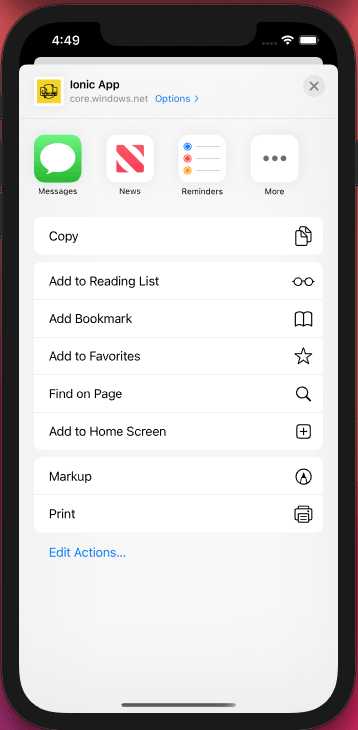 4:49
Ionic App
core.windows.net Options >
Messages
News
Reminders
More
Copy
Add to Reading List
Add Bookmark
Add to Favorites
Find on Page
Add to Home Screen
Markup
Print
Edit Actions...